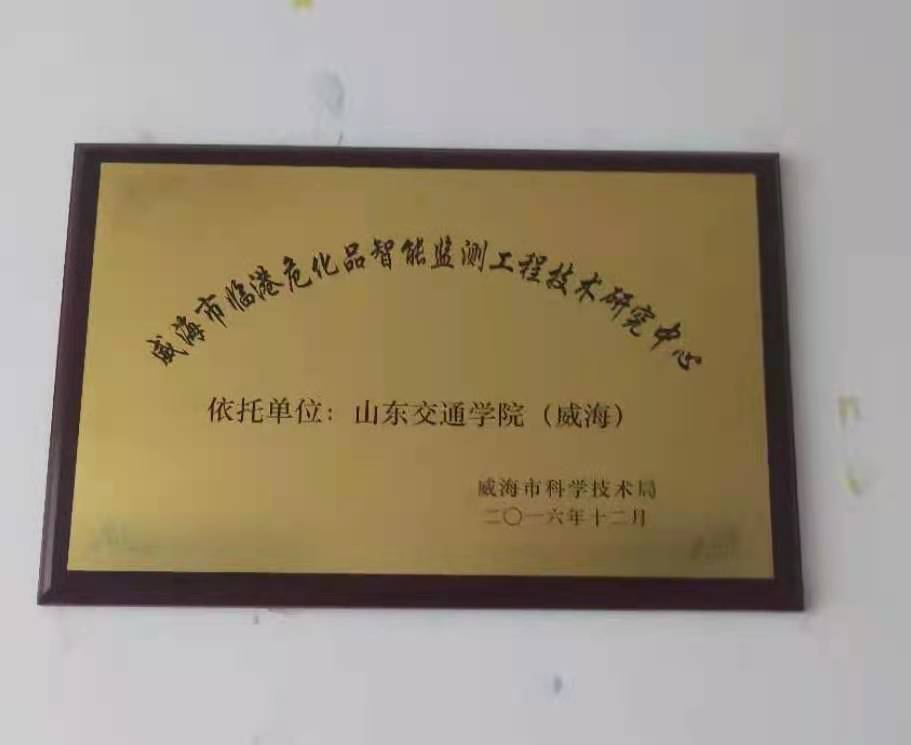 威海市临港危化品智能监测工程技术研究中心
依托单位：山东交通学院（威海）
威海市科学技术局
二〇一六年十二月